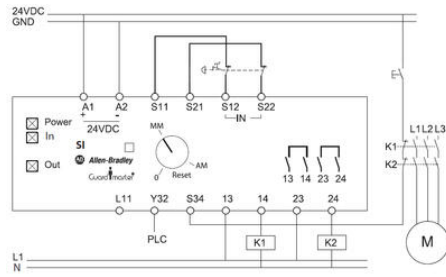 24VDC
GND
A1 A2 S11 S21 S12 S22
+ -
24VDC
IN
Power
In
Out
SI
AB Allen-Bradley
Guardmaster
MM
AM
0
Reset
13 14 23 24
L11 Y32 S34 13 14 23 24
PLC
K1
K2
L1
N
L1 L2 L3
K1
K2
M